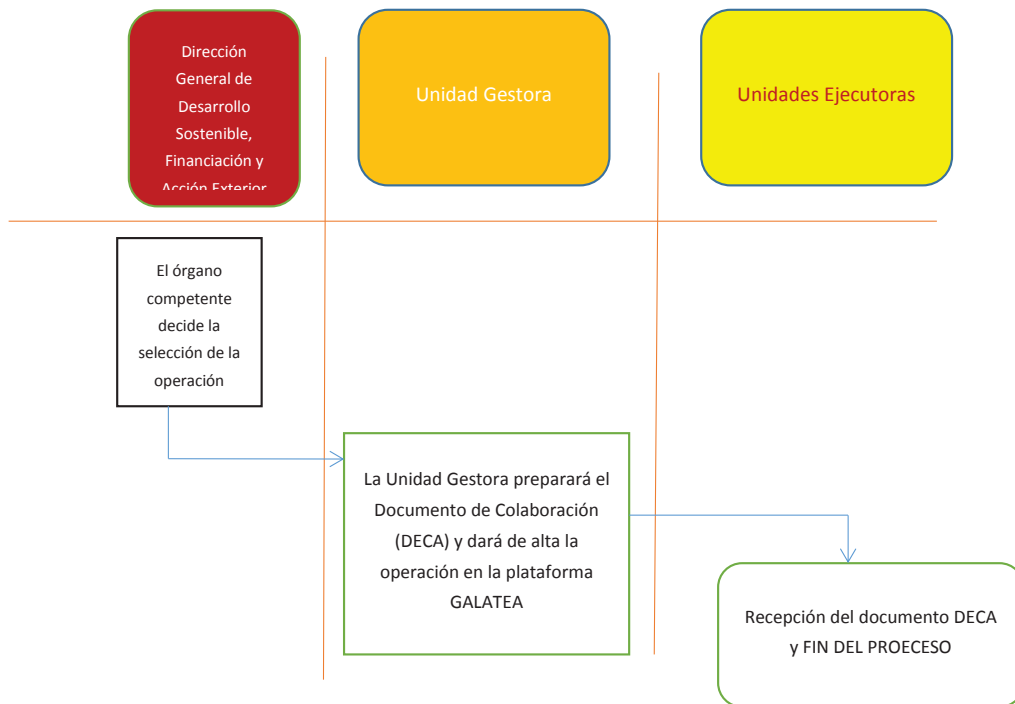 Dirección
General de
Desarrollo
Sostenible,
Financiación y
Acción Exterior
Unidad Gestora
Unidades Ejecutoras
El órgano
competente
decide la
selección de la
operación
La Unidad Gestora preparará el
Documento de Colaboración
(DECA) y dará de alta la
operación en la plataforma
GALATEA
Recepción del documento DECA
y FIN DEL PROECESO